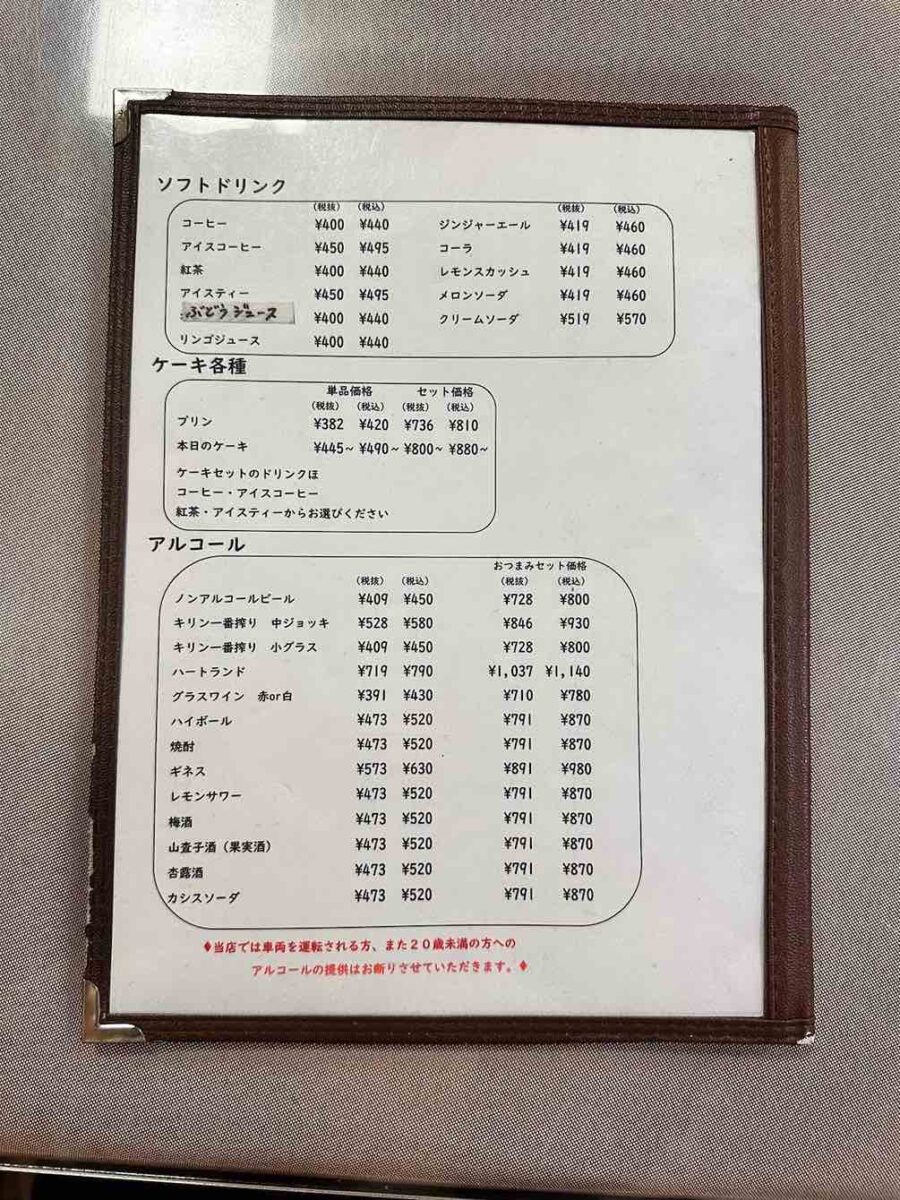 ソフトドリンク
(税抜) (税込) (税抜) (税込)
コーヒー ¥400 ¥440 ジンジャーエール ¥419 ¥460
アイスコーヒー ¥450 ¥495 コーラ ¥419 ¥460
紅茶 ¥400 ¥440 レモンスカッシュ ¥419 ¥460
アイスティー ¥450 ¥495 メロンソーダ ¥419 ¥460
ぶどうジュース ¥400 ¥440 クリームソーダ ¥519 ¥570
リンゴジュース ¥400 ¥440
ケーキ各種
単品価格 セット価格
(税抜) (税込) (税抜) (税込)
プリン ¥382 ¥420 ¥736 ¥810
本日のケーキ ¥445~ ¥490~ ¥800~ ¥880~
ケーキセットのドリンクほ
コーヒー・アイスコーヒー
紅茶・アイスティーからお選びください
アルコール
おつまみセット価格
(税抜) (税込) (税抜) (税込)
ノンアルコールビール ¥409 ¥450 ¥728 ¥800
キリン一番搾り 中ジョッキ ¥528 ¥580 ¥846 ¥930
キリン一番搾り 小グラス ¥409 ¥450 ¥728 ¥800
ハートランド ¥719 ¥790 ¥1,037 ¥1,140
グラスワイン 赤or白 ¥391 ¥430 ¥710 ¥780
ハイボール ¥473 ¥520 ¥791 ¥870
焼酎 ¥473 ¥520 ¥791 ¥870
ギネス ¥573 ¥630 ¥891 ¥980
レモンサワー ¥473 ¥520 ¥791 ¥870
梅酒 ¥473 ¥520 ¥791 ¥870
山査子酒(果実酒) ¥473 ¥520 ¥791 ¥870
杏露酒 ¥473 ¥520 ¥791 ¥870
カシスソーダ ¥473 ¥520 ¥791 ¥870
♦当店では車両を運転される方、また20歳未満の方への
アルコールの提供はお断りさせていただきます。♦